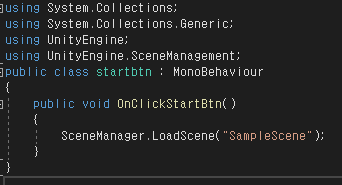 using System.Collections;
using System.Collections.Generic;
using UnityEngine;
using UnityEngine.SceneManagement;
public class startbtn : MonoBehaviour
{
    public void OnClickStartBtn()
    {
        SceneManager.LoadScene("SampleScene");
    }
}